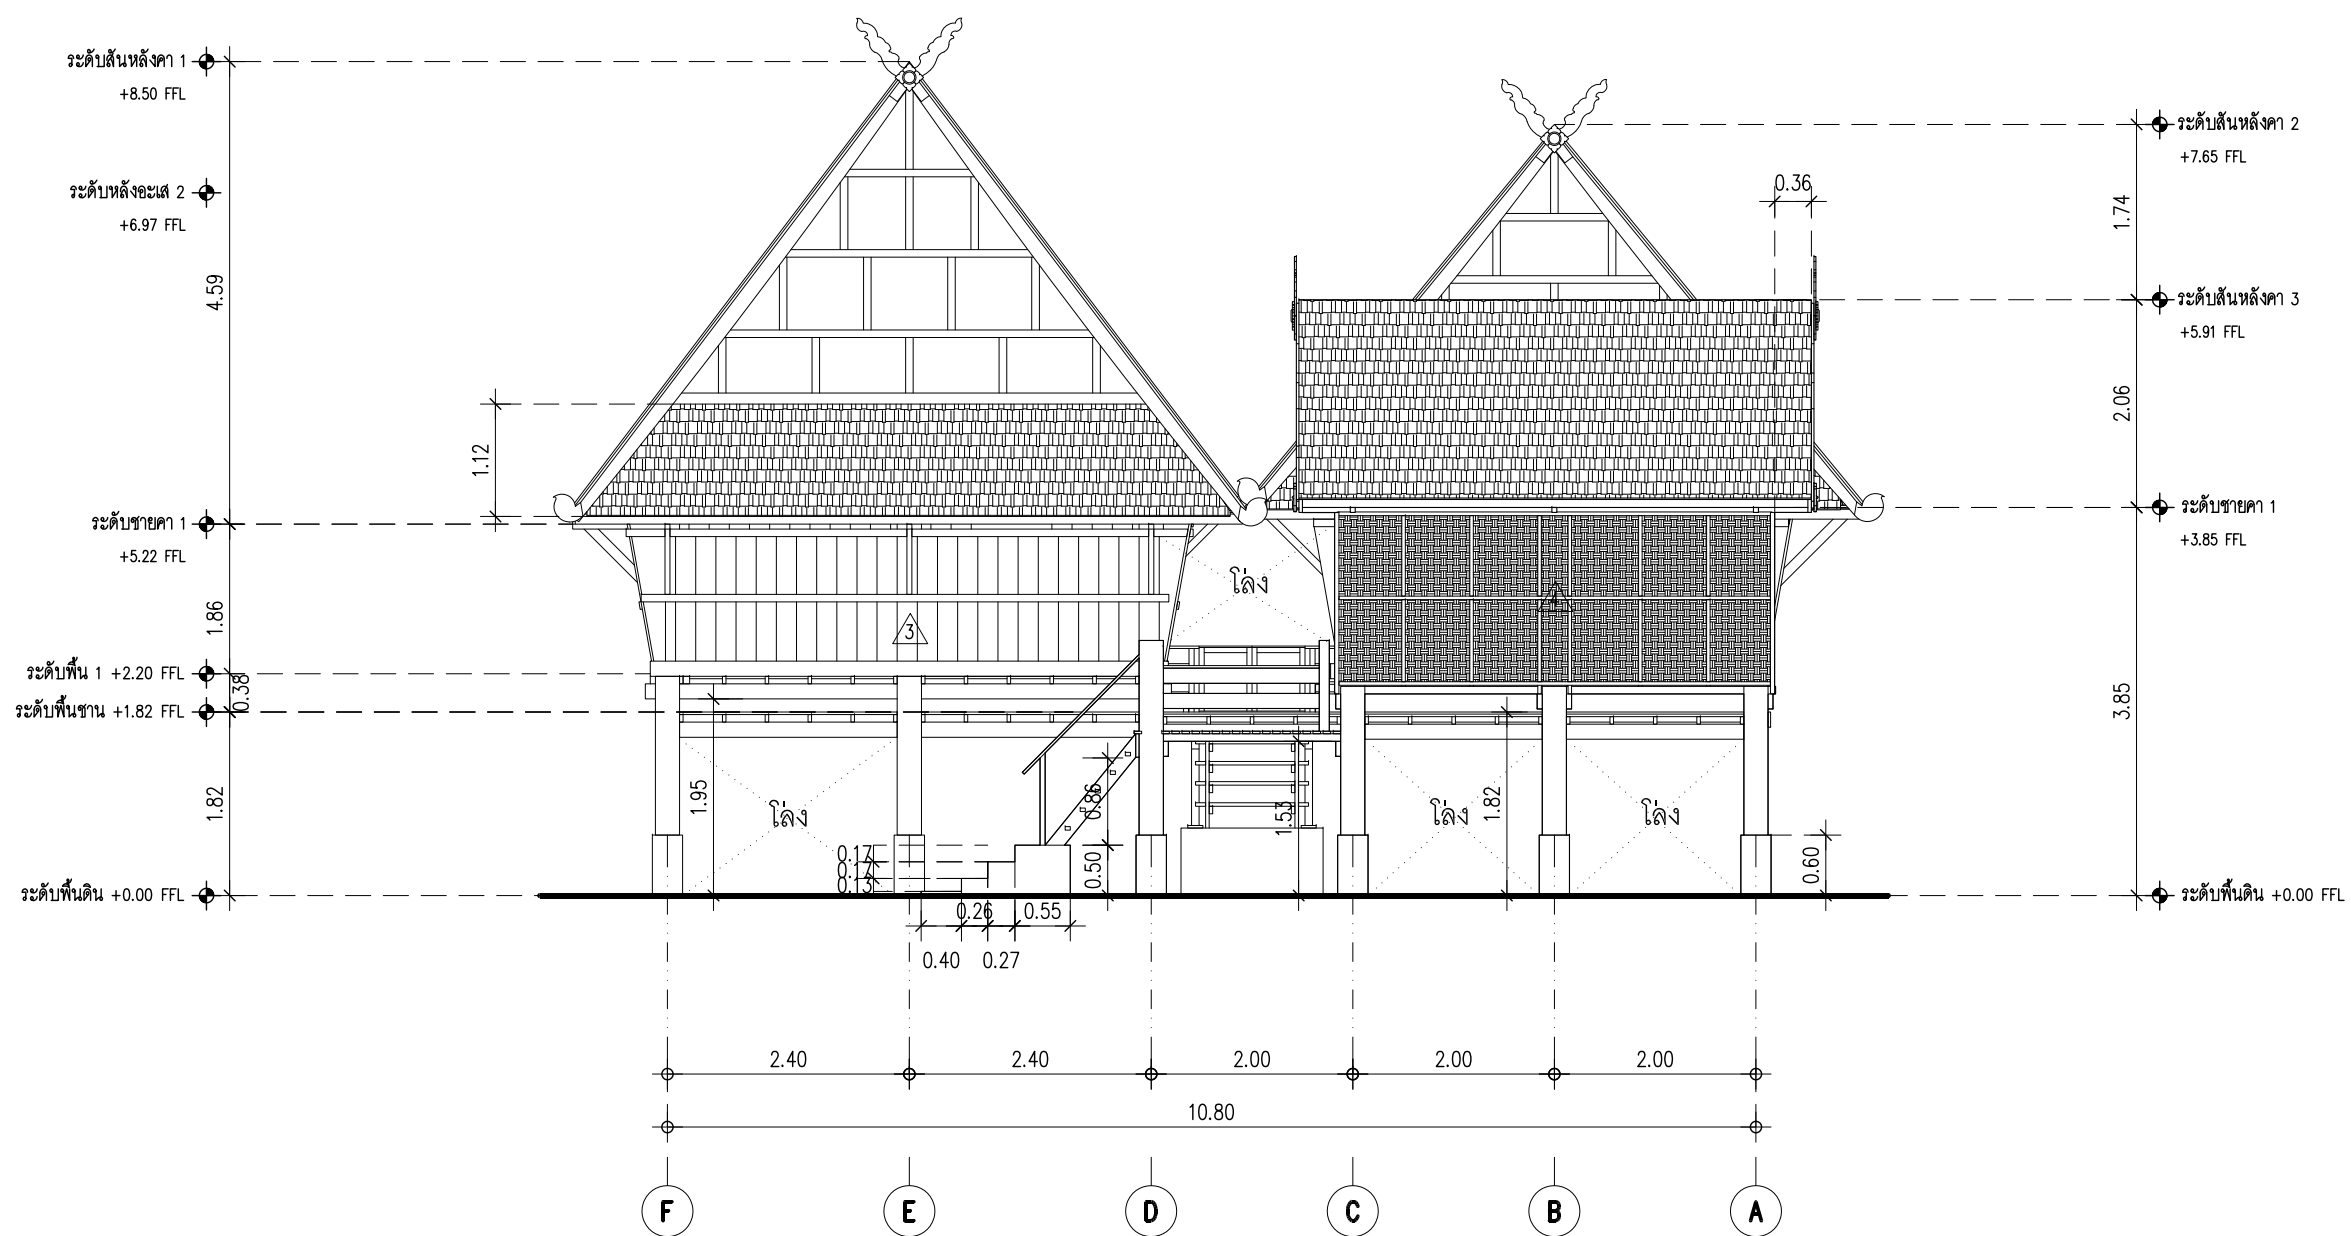 ระดับสันหลังคา 1
+8.50 FFL
ระดับหลังอะเส 2
+6.97 FFL
4.59
1.12
ระดับชายคา 1
+5.22 FFL
1.86
ระดับพื้น 1 +2.20 FFL
0.38
ระดับพื้นชาน +1.82 FFL
1.82
ระดับพื้นดิน +0.00 FFL
ระดับสันหลังคา 2
+7.65 FFL
0.36
1.74
ระดับสันหลังคา 3
+5.91 FFL
2.06
ระดับชายคา 1
+3.85 FFL
3.85
ระดับพื้นดิน +0.00 FFL
โล่ง
3
4
1.95
โล่ง
0.86
1.53
โล่ง
1.82
โล่ง
0.17
0.17
0.13
0.50
0.60
0.26
0.55
0.40
0.27
2.40
2.40
2.00
2.00
2.00
10.80
F
E
D
C
B
A